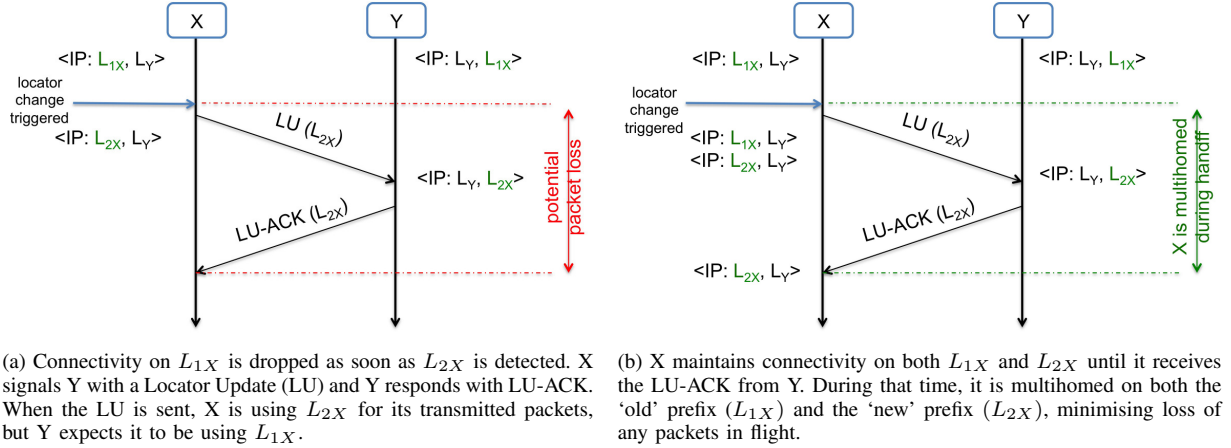 X
Y
<IP: L1X, LY>
<IP: LY, L1X>
locator
change
triggered
<IP: L2X, LY>
LU (L2X)
<IP: LY, L2X>
LU-ACK (L2X)
potential
packet loss
(a) Connectivity on L1X is dropped as soon as L2X is detected. X
signals Y with a Locator Update (LU) and Y responds with LU-ACK.
When the LU is sent, X is using L2X for its transmitted packets,
but Y expects it to be using L1X.
X
Y
<IP: L1X, LY>
<IP: LY, L1X>
locator
change
triggered
<IP: L1X, LY>
<IP: L2X, LY>
LU (L2X)
<IP: LY, L2X>
LU-ACK (L2X)
<IP: L2X, LY>
X is multihomed
during handff
(b) X maintains connectivity on both L1X and L2X until it receives
the LU-ACK from Y. During that time, it is multihomed on both the
‘old’ prefix (L1X) and the ‘new’ prefix (L2X), minimising loss of
any packets in flight.